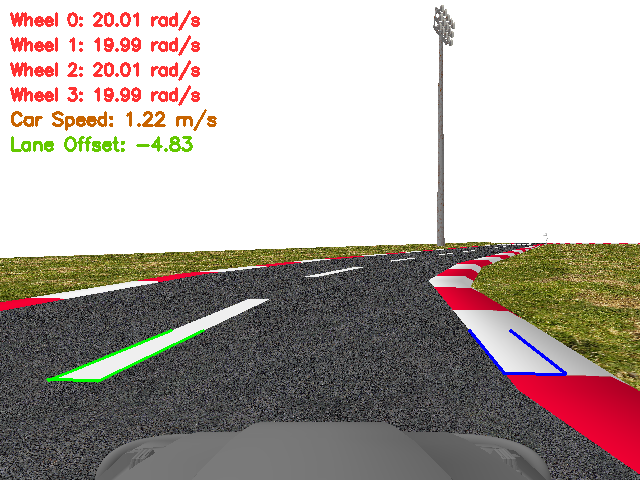 Wheel 0: 20.01 rad/s
Wheel 1: 19.99 rad/s
Wheel 2: 20.01 rad/s
Wheel 3: 19.99 rad/s
Car Speed: 1.22 m/s
Lane Offset: -4.83